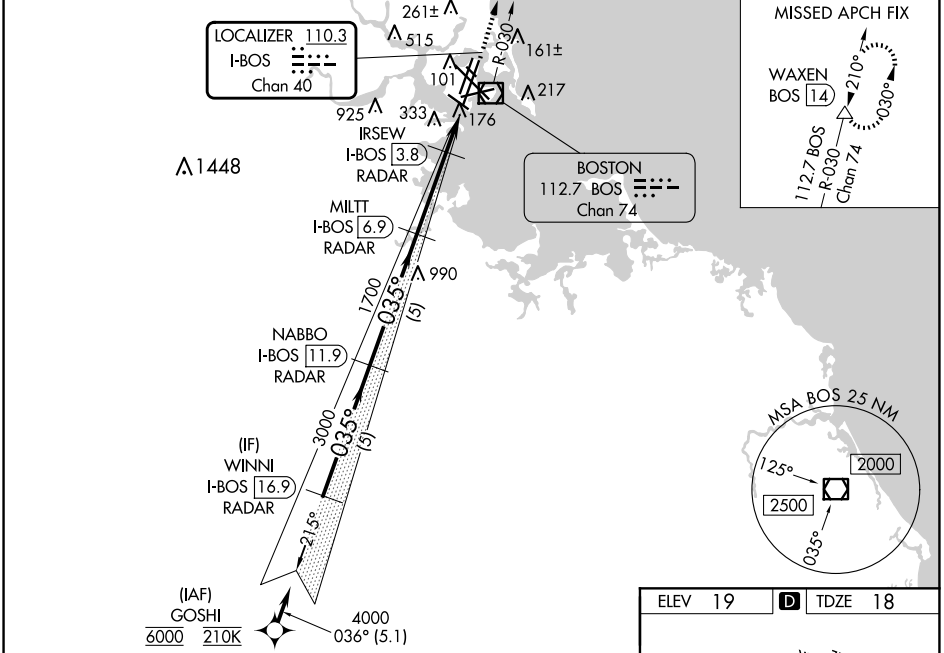 261±
515
161±
R-030
LOCALIZER 110.3
I-BOS
Chan 40
101
217
925
333
176
IRSEW
I-BOS 3.8
RADAR
1448
BOSTON
112.7 BOS
Chan 74
MILTT
I-BOS 6.9
RADAR
990
1700
035°
(5)
NABBO
I-BOS 11.9
RADAR
3000
035°
(5)
(IF)
WINNI
I-BOS 16.9
RADAR
215°
(IAF)
GOSHI
6000 210K
4000
036° (5.1)
MISSED APCH FIX
WAXEN
BOS 14
210°
030°
112.7 BOS
R-030
Chan 74
MSA BOS 25 NM
125°
2000
2500
035°
ELEV 19 D TDZE 18